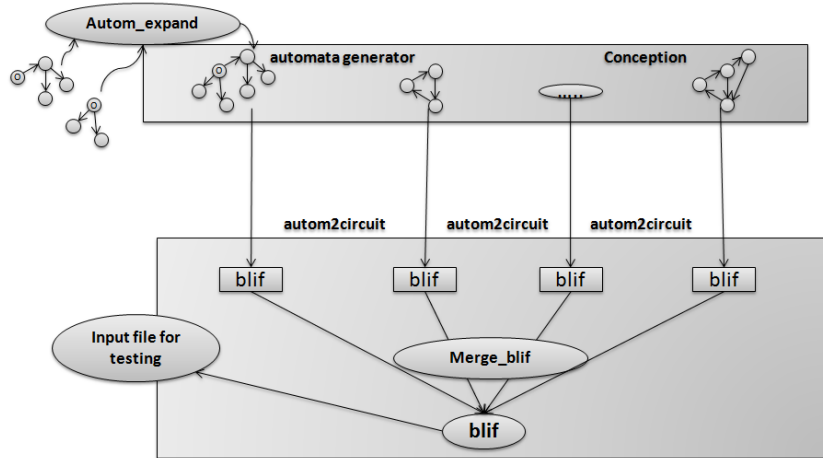 Autom_expand
automata generator
Conception
O
O
O
.....
autom2circuit
autom2circuit
autom2circuit
blif
blif
blif
blif
Input file for
testing
Merge_blif
blif